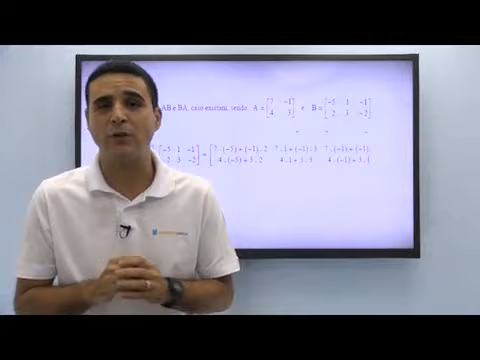 AB e BA, caso existam, sendo A = [7 -1 e B = [-5 1 -1
4 3] 2 3 -2]
[-5 1 -1 = [7 . (-5) + (-1) . 2 7 . 1 + (-1) . 3 7 . (-1) + (-1) .
2 3 -2] 4 . (-5) + 3 . 2 4 . 1 + 3 . 3 4 . (-1) + 3 . (